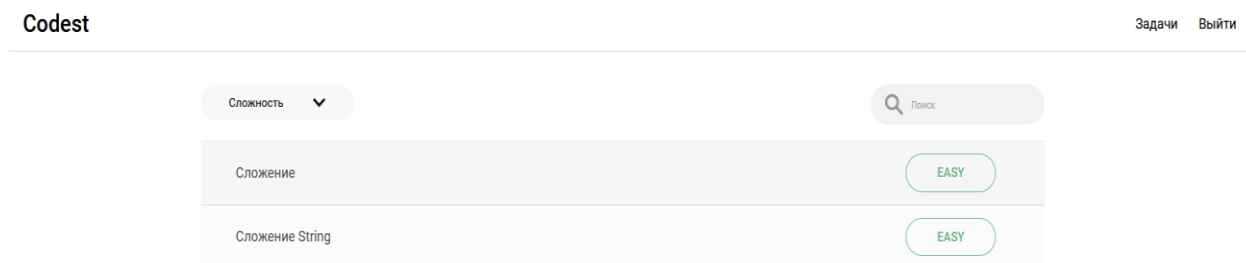 Codest
Задачи Выйти
Сложность
Поиск
Сложение EASY
Сложение String EASY